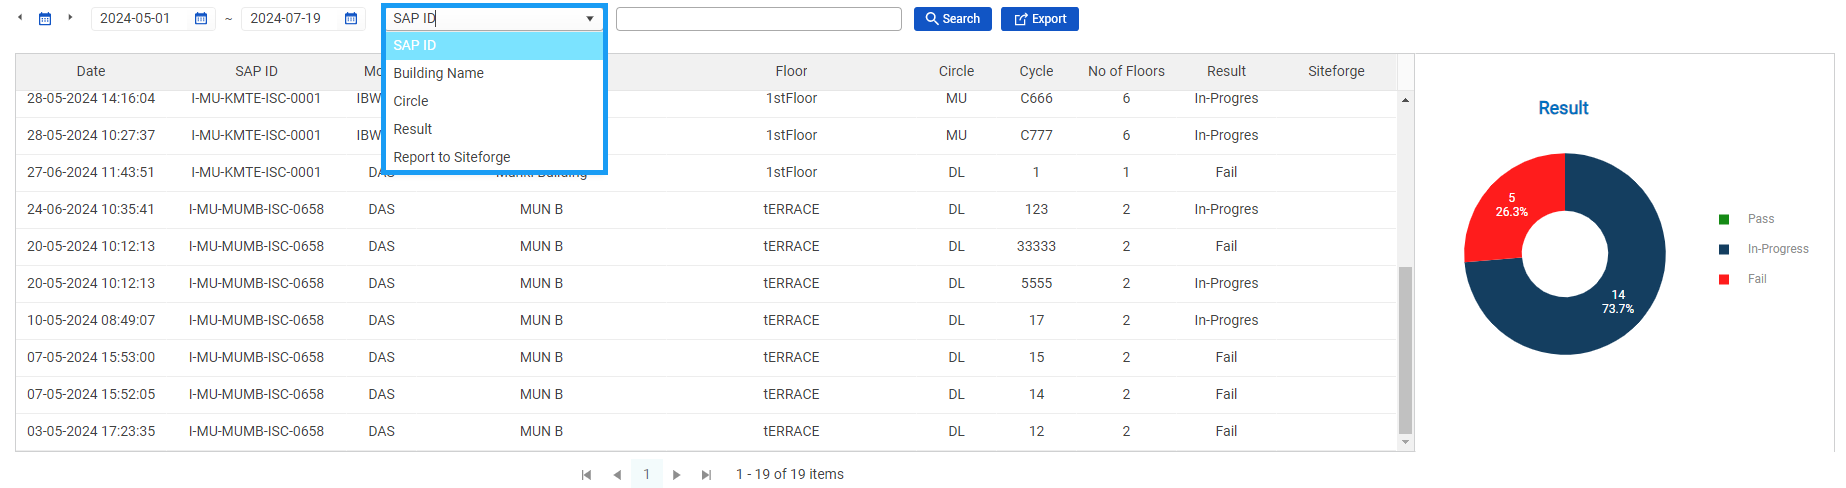 2024-05-01 ~ 2024-07-19 SAP ID Search Export
SAP ID
Building Name
Circle
Result
Report to Siteforge
Date SAP ID Mo Floor Circle Cycle No of Floors Result Siteforge
28-05-2024 14:16:04 I-MU-KMTE-ISC-0001 IBW 1stFloor MU C666 6 In-Progres
28-05-2024 10:27:37 I-MU-KMTE-ISC-0001 IBW 1stFloor MU C777 6 In-Progres
27-06-2024 11:43:51 I-MU-KMTE-ISC-0001 DAS 1stFloor DL 1 1 Fail
24-06-2024 10:35:41 I-MU-MUMB-ISC-0658 DAS MUN B tERRACE DL 123 2 In-Progres
20-05-2024 10:12:13 I-MU-MUMB-ISC-0658 DAS MUN B tERRACE DL 33333 2 Fail
20-05-2024 10:12:13 I-MU-MUMB-ISC-0658 DAS MUN B tERRACE DL 5555 2 In-Progres
10-05-2024 08:49:07 I-MU-MUMB-ISC-0658 DAS MUN B tERRACE DL 17 2 In-Progres
07-05-2024 15:53:00 I-MU-MUMB-ISC-0658 DAS MUN B tERRACE DL 15 2 Fail
07-05-2024 15:52:05 I-MU-MUMB-ISC-0658 DAS MUN B tERRACE DL 14 2 Fail
03-05-2024 17:23:35 I-MU-MUMB-ISC-0658 DAS MUN B tERRACE DL 12 2 Fail
1 1 - 19 of 19 items
Result
5
26.3%
14
73.7%
Pass
In-Progress
Fail